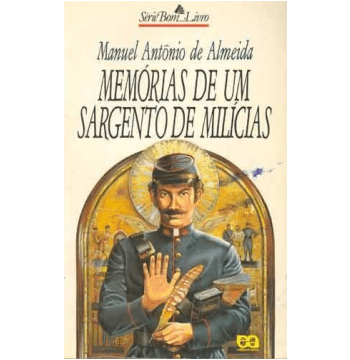 Série Bom Livro
Manuel Antônio de Almeida
MEMÓRIAS DE UM
SARGENTO DE MILÍCIAS